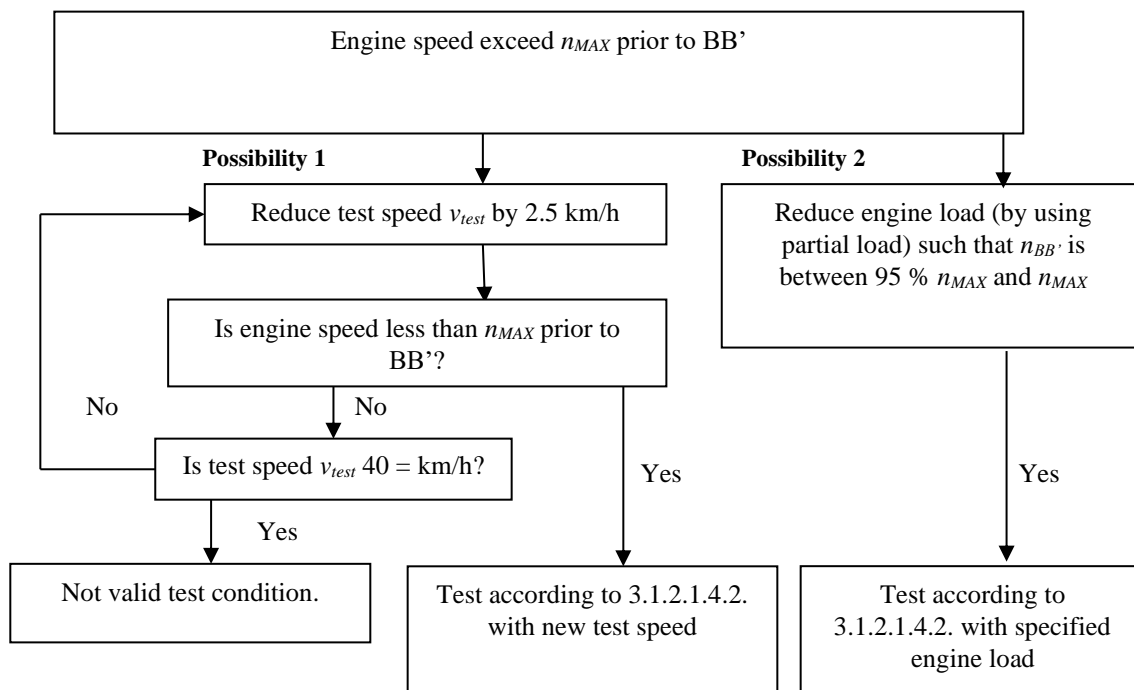 Engine speed exceed nMAX prior to BB’
Possibility 1
Possibility 2
Reduce test speed vtest by 2.5 km/h
Reduce engine load (by using
partial load) such that nBB’ is
between 95 % nMAX and nMAX
Is engine speed less than nMAX prior to
BB’?
No
No
Is test speed vtest 40 = km/h?
Yes
Yes
Yes
Not valid test condition.
Test according to 3.1.2.1.4.2.
with new test speed
Test according to
3.1.2.1.4.2. with specified
engine load